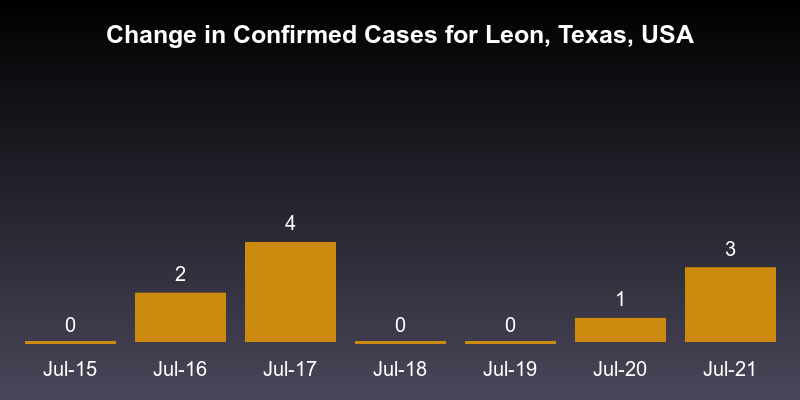 Change in Confirmed Cases for Leon, Texas, USA
0 2 4 0 0 1 3
Jul-15 Jul-16 Jul-17 Jul-18 Jul-19 Jul-20 Jul-21